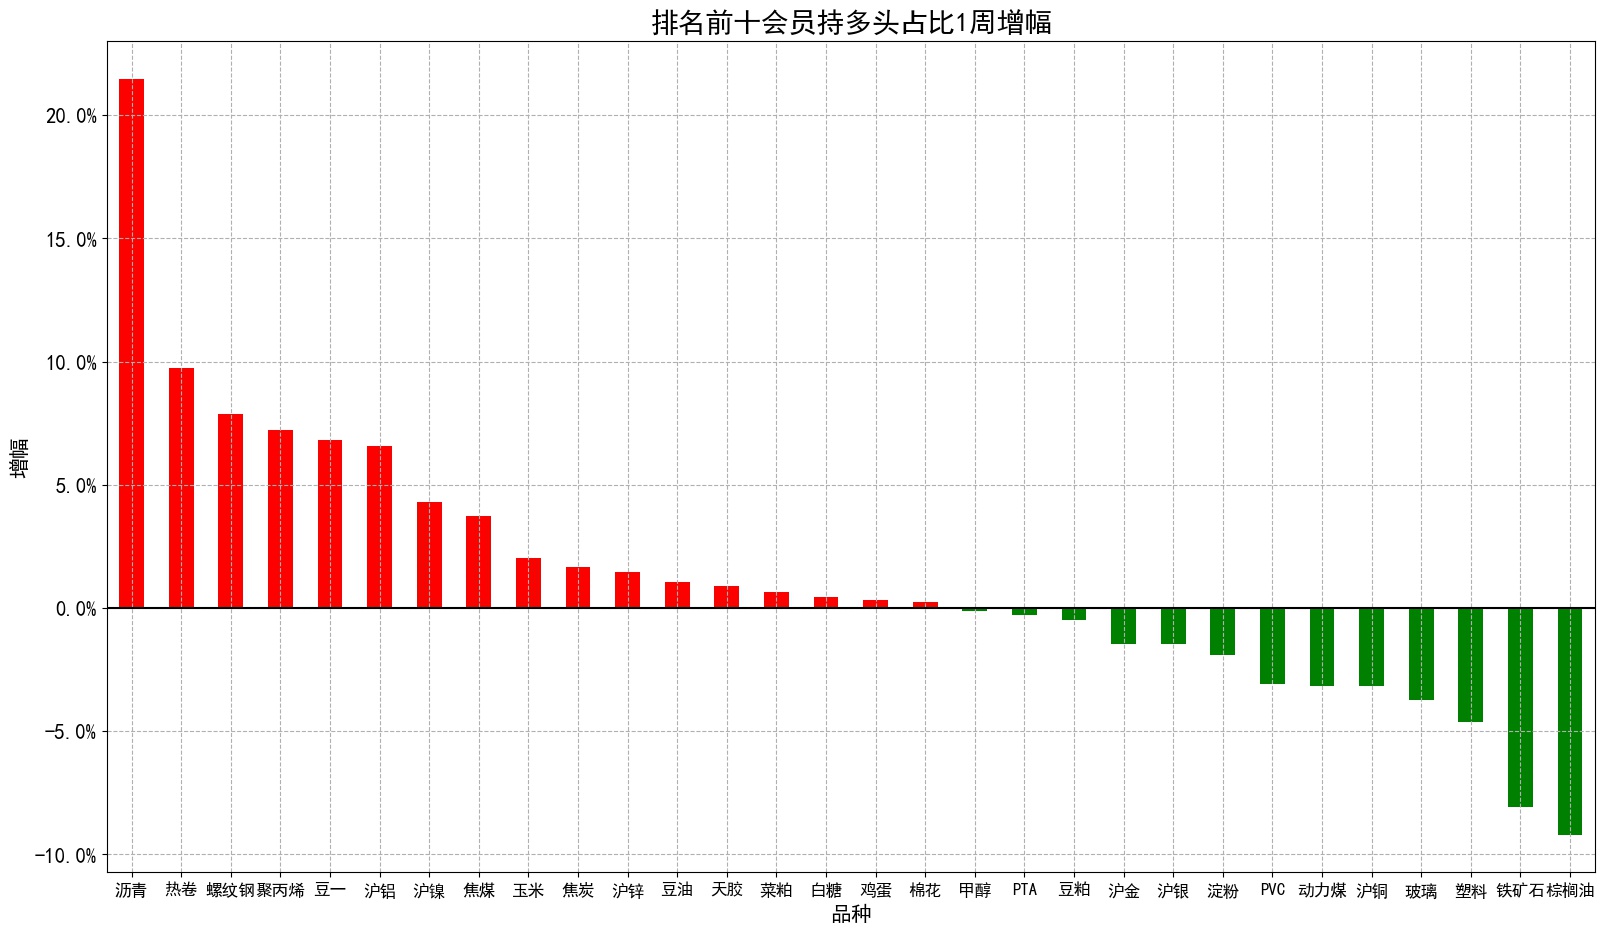 排名前十会员持多头占比1周增幅
20.0%
15.0%
10.0%
5.0%
0.0%
−5.0%
−10.0%
增幅
沥青 热卷 螺纹钢 聚丙烯 豆一 沪铝 沪镍 焦煤 玉米 焦炭 沪锌 豆油 天胶 菜粕 白糖 鸡蛋 棉花 甲醇 PTA 豆粕 沪金 沪银 淀粉 PVC 动力煤 沪铜 玻璃 塑料 铁矿石 棕榈油
品种